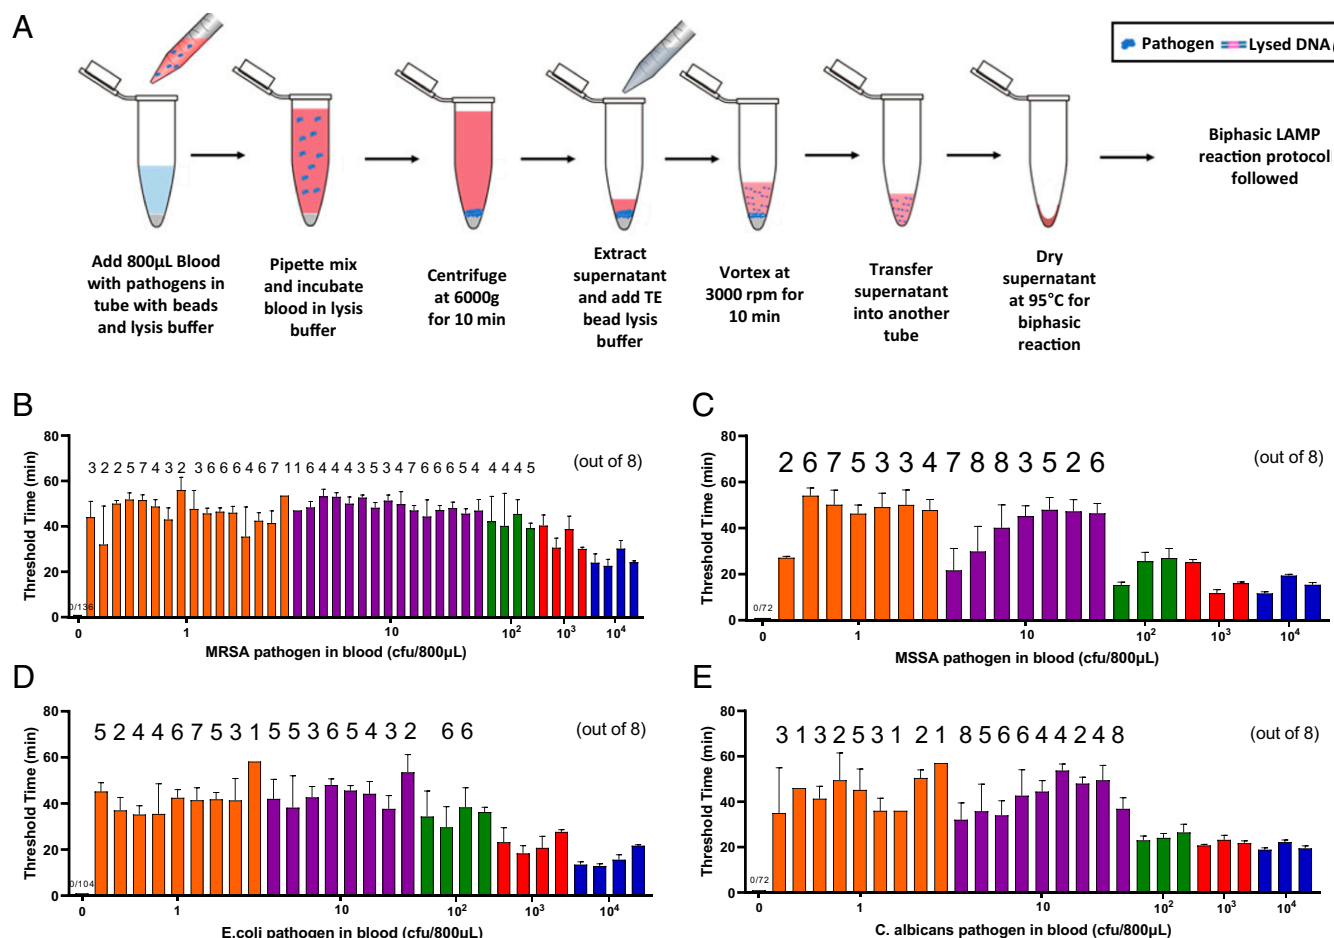 A
Pathogen Lysed DNA
Biphasic LAMP
reaction protocol
followed
Add 800µL Blood
with pathogens in
tube with beads
and lysis buffer
Pipette mix
and incubate
blood in lysis
buffer
Centrifuge
at 6000g
for 10 min
Extract
supernatant
and add TE
bead lysis
buffer
Vortex at
3000 rpm for
10 min
Transfer
supernatant
into another
tube
Dry
supernatant
at 95°C for
biphasic
reaction
B
Threshold Time (min)
80
60
40
20
0
3 2 2 5 7 4 3 2 3 6 6 6 4 6 7 1 1 6 4 4 4 3 5 3 4 7 6 6 6 5 4 4 4 4 5
(out of 8)
0/136
0 1 10 10² 10³ 10⁴
MRSA pathogen in blood (cfu/800µL)
C
Threshold Time (min)
80
60
40
20
0
2 6 7 5 3 3 4 7 8 8 3 5 2 6
(out of 8)
0/72
0 1 10 10² 10³ 10⁴
MSSA pathogen in blood (cfu/800µL)
D
Threshold Time (min)
80
60
40
20
0
5 2 4 4 6 7 5 3 1 5 5 3 6 5 4 3 2 6 6
(out of 8)
0/104
0 1 10 10² 10³ 10⁴
E.coli pathogen in blood (cfu/800µL)
E
Threshold Time (min)
80
60
40
20
0
3 1 3 2 5 3 1 2 1 8 5 6 6 4 4 2 4 8
(out of 8)
0/72
0 1 10 10² 10³ 10⁴
C. albicans pathogen in blood (cfu/800µL)